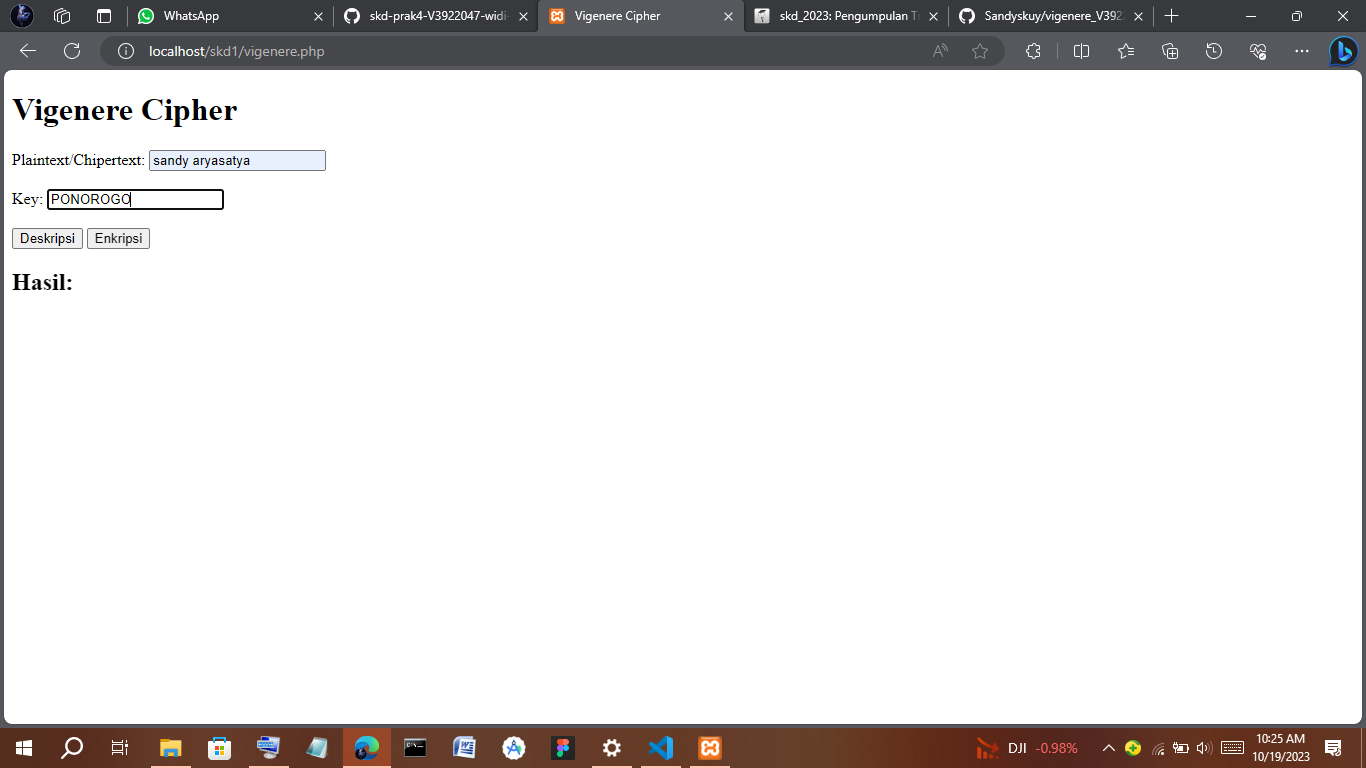 WhatsApp
skd-prak4-V3922047-widi-
Vigenere Cipher
skd_2023: Pengumpulan T
Sandyskuy/vigenere_V392
localhost/skd1/vigenere.php
Vigenere Cipher
Plaintext/Chipertext: sandy aryasatya
Key: PONOROGO
Deskripsi Enkripsi
Hasil:
DJI -0.98%
10:25 AM
10/19/2023